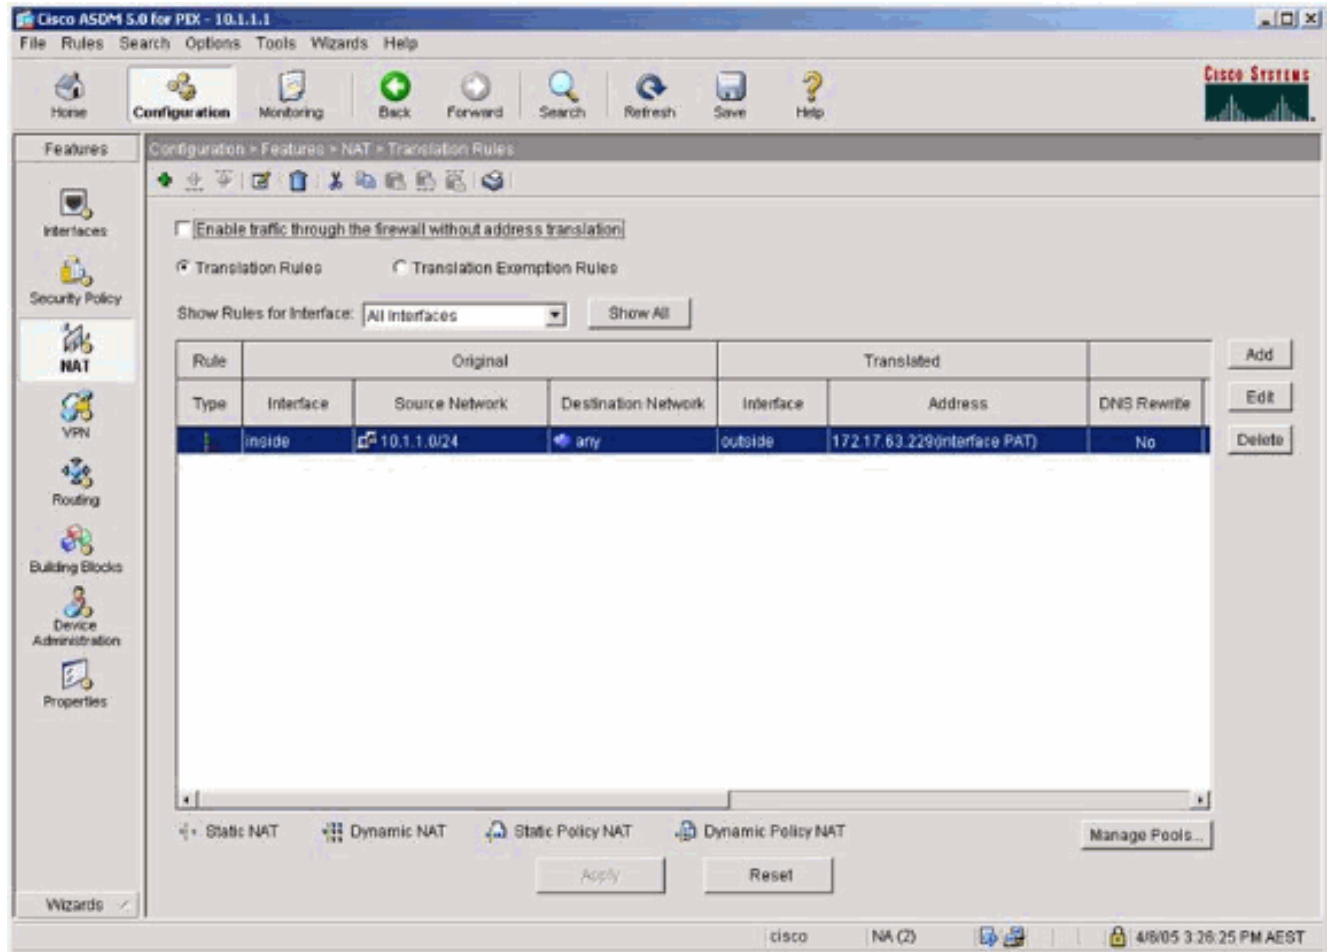 Cisco ASDM 5.0 for PIX - 10.1.1.1
File Rules Search Options Tools Wizards Help
Home Configuration Monitoring Back Forward Search Refresh Save Help
CISCO SYSTEMS
Features
Configuration > Features > NAT > Translation Rules
Interfaces
Security Policy
NAT
VPN
Routing
Building Blocks
Device Administration
Properties
Wizards
Enable traffic through the firewall without address translation
Translation Rules Translation Exemption Rules
Show Rules for Interface: All Interfaces Show All
Rule Original Translated
Type Interface Source Network Destination Network Interface Address DNS Rewrite
inside 10.1.1.0/24 any outside 172.17.63.229(interface PAT) No
Add
Edit
Delete
Static NAT Dynamic NAT Static Policy NAT Dynamic Policy NAT
Manage Pools...
Apply Reset
cisco NA (2) 4/6/05 3:26:25 PM AEST